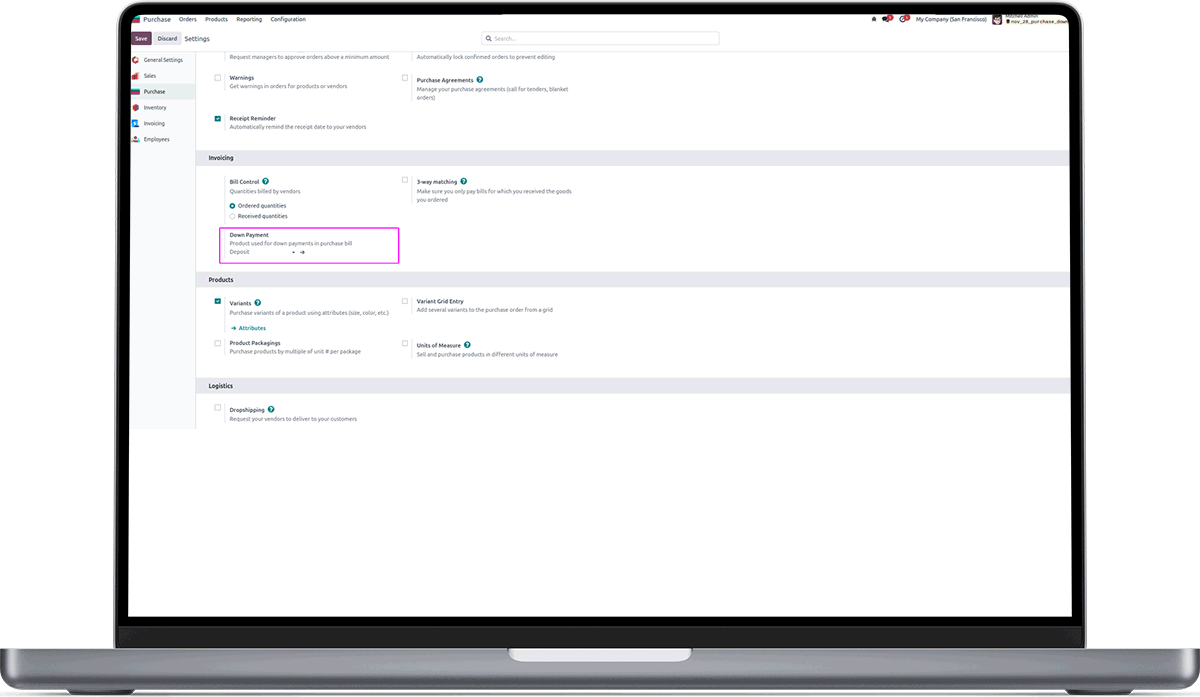 Purchase Orders Products Reporting Configuration
My Company (San Francisco)
Mitchell Admin
Save Discard Settings
Search...
General Settings
Sales
Purchase
Inventory
Invoicing
Employees
Request managers to approve orders above a minimum amount
Automatically lock confirmed orders to prevent editing
Warnings
Get warnings in orders for products or vendors
Purchase Agreements ?
Manage your purchase agreements (call for tenders, blanket
orders)
Receipt Reminder
Automatically remind the receipt date to your vendors
Invoicing
Bill Control ?
Quantities billed by vendors
Ordered quantities
Received quantities
3-way matching ?
Make sure you only pay bills for which you received the goods
you ordered
Down Payment
Product used for down payments in purchase bill
Deposit
Products
Variants ?
Purchase variants of a product using attributes (size, color, etc.)
Attributes
Variant Grid Entry
Add several variants to the purchase order from a grid
Product Packagings
Purchase products by multiple of unit # per package
Units of Measure ?
Sell and purchase products in different units of measure
Logistics
Dropshipping ?
Request your vendors to deliver to your customers